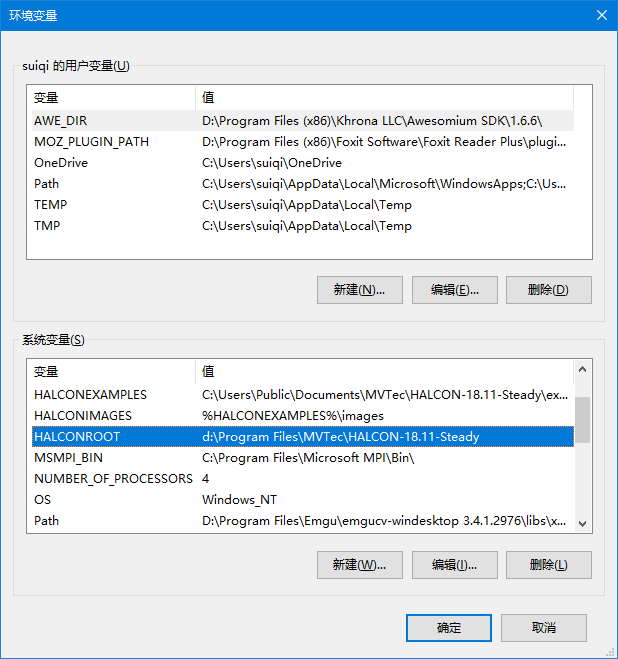 环境变量
suiqi 的用户变量(U)
变量 值
AWE_DIR D:\Program Files (x86)\Khrona LLC\Awesomium SDK\1.6.6\
MOZ_PLUGIN_PATH D:\Program Files (x86)\Foxit Software\Foxit Reader Plus\plugi...
OneDrive C:\Users\suiqi\OneDrive
Path C:\Users\suiqi\AppData\Local\Microsoft\WindowsApps;C:\Us...
TEMP C:\Users\suiqi\AppData\Local\Temp
TMP C:\Users\suiqi\AppData\Local\Temp
新建(N)... 编辑(E)... 删除(D)
系统变量(S)
变量 值
HALCONEXAMPLES C:\Users\Public\Documents\MVTec\HALCON-18.11-Steady\ex...
HALCONIMAGES %HALCONEXAMPLES%\images
HALCONROOT d:\Program Files\MVTec\HALCON-18.11-Steady
MSMPI_BIN C:\Program Files\Microsoft MPI\Bin\
NUMBER_OF_PROCESSORS 4
OS Windows_NT
Path D:\Program Files\Emgu\emgucv-windesktop 3.4.1.2976\libs\x...
新建(W)... 编辑(I)... 删除(L)
确定 取消